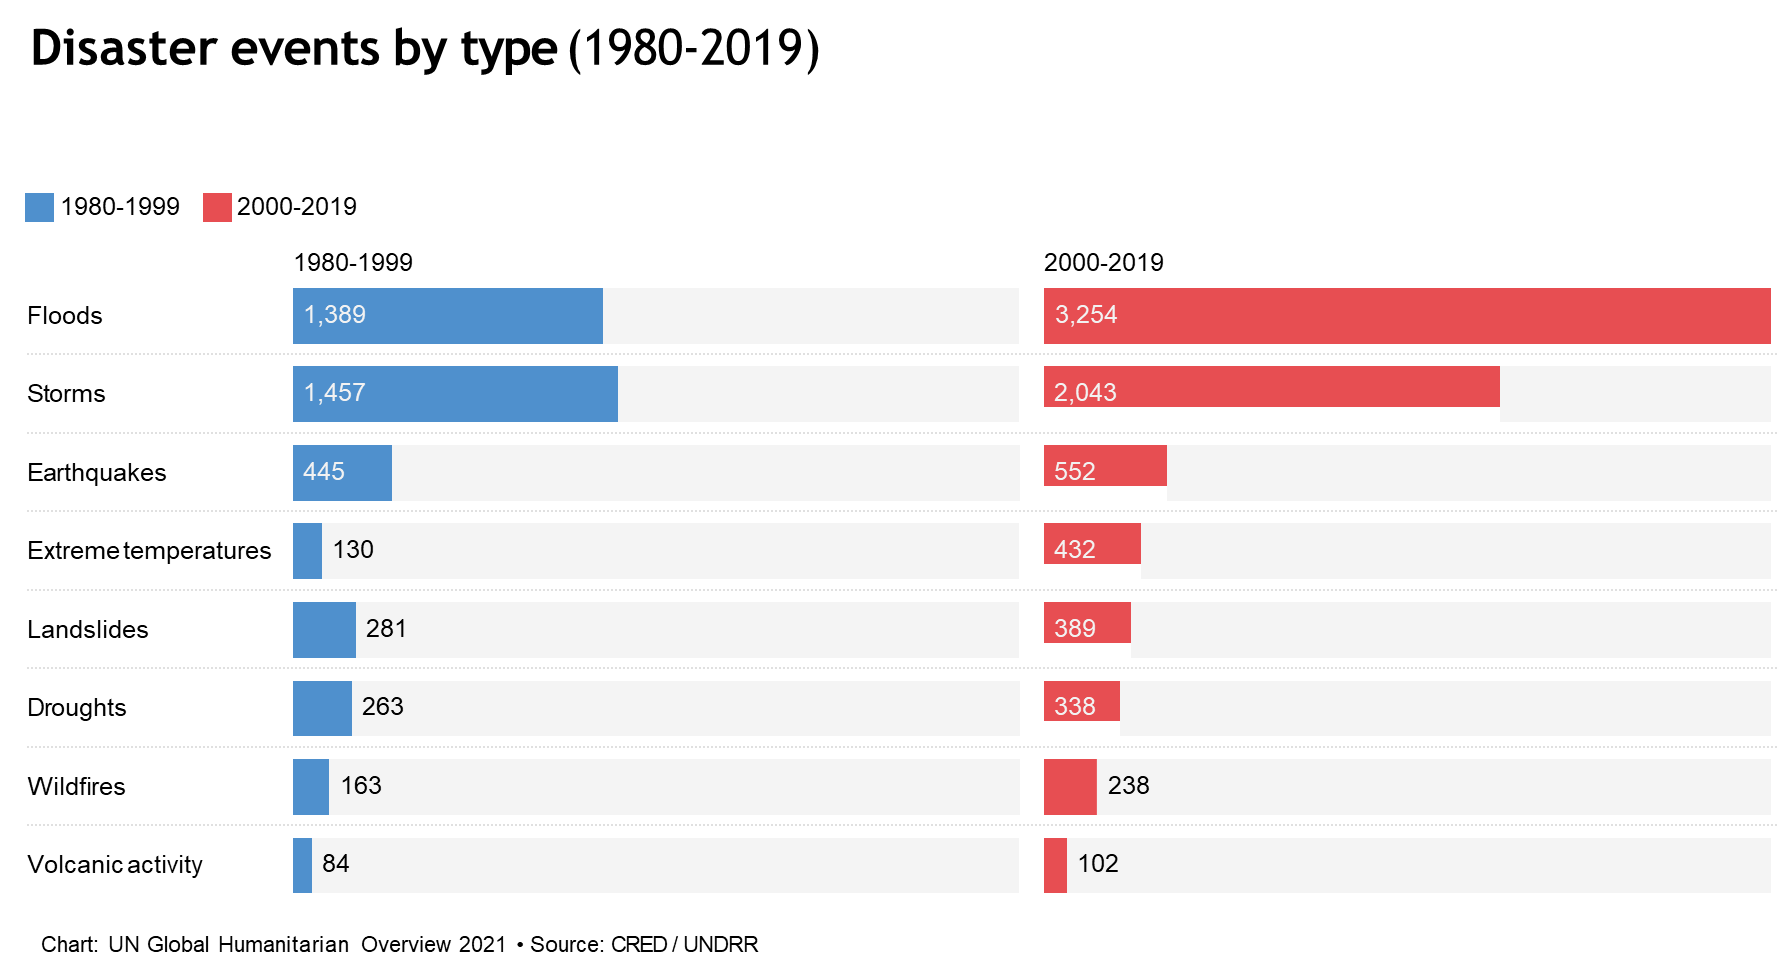 Disaster events by type (1980-2019)
1980-1999 2000-2019
1980-1999 2000-2019
Floods 1,389 3,254
Storms 1,457 2,043
Earthquakes 445 552
Extreme temperatures 130 432
Landslides 281 389
Droughts 263 338
Wildfires 163 238
Volcanic activity 84 102
Chart: UN Global Humanitarian Overview 2021 • Source: CRED / UNDRR